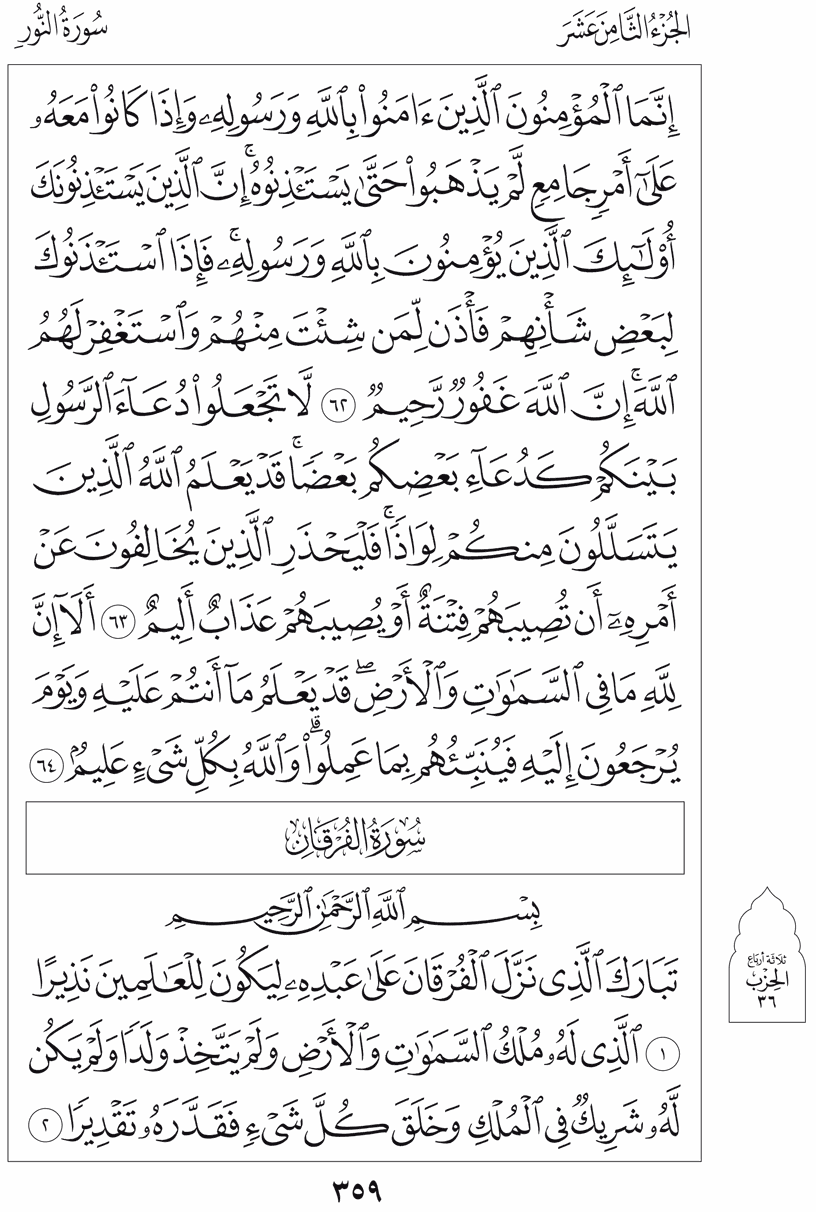 الجُزْءُ الثَّامِنَ عَشَرَ
سُورَةُ النُّورِ
إِنَّمَا ٱلْمُؤْمِنُونَ ٱلَّذِينَ ءَامَنُوا۟ بِٱللَّهِ وَرَسُولِهِۦ وَإِذَا كَانُوا۟ مَعَهُۥ
عَلَىٰٓ أَمْرٍ جَامِعٍ لَّمْ يَذْهَبُوا۟ حَتَّىٰ يَسْتَـْٔذِنُوهُ ۚ إِنَّ ٱلَّذِينَ يَسْتَـْٔذِنُونَكَ
أُو۟لَـٰٓئِكَ ٱلَّذِينَ يُؤْمِنُونَ بِٱللَّهِ وَرَسُولِهِۦ ۚ فَإِذَا ٱسْتَـْٔذَنُوكَ
لِبَعْضِ شَأْنِهِمْ فَأْذَن لِّمَن شِئْتَ مِنْهُمْ وَٱسْتَغْفِرْ لَهُمُ
ٱللَّهَ ۚ إِنَّ ٱللَّهَ غَفُورٌ رَّحِيمٌ ٦٢ لَّا تَجْعَلُوا۟ دُعَآءَ ٱلرَّسُولِ
بَيْنَكُمْ كَدُعَآءِ بَعْضِكُم بَعْضًا ۚ قَدْ يَعْلَمُ ٱللَّهُ ٱلَّذِينَ
يَتَسَلَّلُونَ مِنكُمْ لِوَاذًا ۚ فَلْيَحْذَرِ ٱلَّذِينَ يُخَالِفُونَ عَنْ
أَمْرِهِۦٓ أَن تُصِيبَهُمْ فِتْنَةٌ أَوْ يُصِيبَهُمْ عَذَابٌ أَلِيمٌ ٦٣ أَلَآ إِنَّ
لِلَّهِ مَا فِى ٱلسَّمَـٰوَٰتِ وَٱلْأَرْضِ ۖ قَدْ يَعْلَمُ مَآ أَنتُمْ عَلَيْهِ وَيَوْمَ
يُرْجَعُونَ إِلَيْهِ فَيُنَبِّئُهُم بِمَا عَمِلُوا۟ ۗ وَٱللَّهُ بِكُلِّ شَىْءٍ عَلِيمٌۢ ٦٤
سُورَةُ الفُرْقَانِ
بِسْمِ ٱللَّهِ ٱلرَّحْمَـٰنِ ٱلرَّحِيمِ
تَبَارَكَ ٱلَّذِى نَزَّلَ ٱلْفُرْقَانَ عَلَىٰ عَبْدِهِۦ لِيَكُونَ لِلْعَـٰلَمِينَ نَذِيرًا
١ ٱلَّذِى لَهُۥ مُلْكُ ٱلسَّمَـٰوَٰتِ وَٱلْأَرْضِ وَلَمْ يَتَّخِذْ وَلَدًا وَلَمْ يَكُن
لَّهُۥ شَرِيكٌ فِى ٱلْمُلْكِ وَخَلَقَ كُلَّ شَىْءٍ فَقَدَّرَهُۥ تَقْدِيرًا ٢
ثلاثة أرباع
الحِزْب
٣٦
٣٥٩